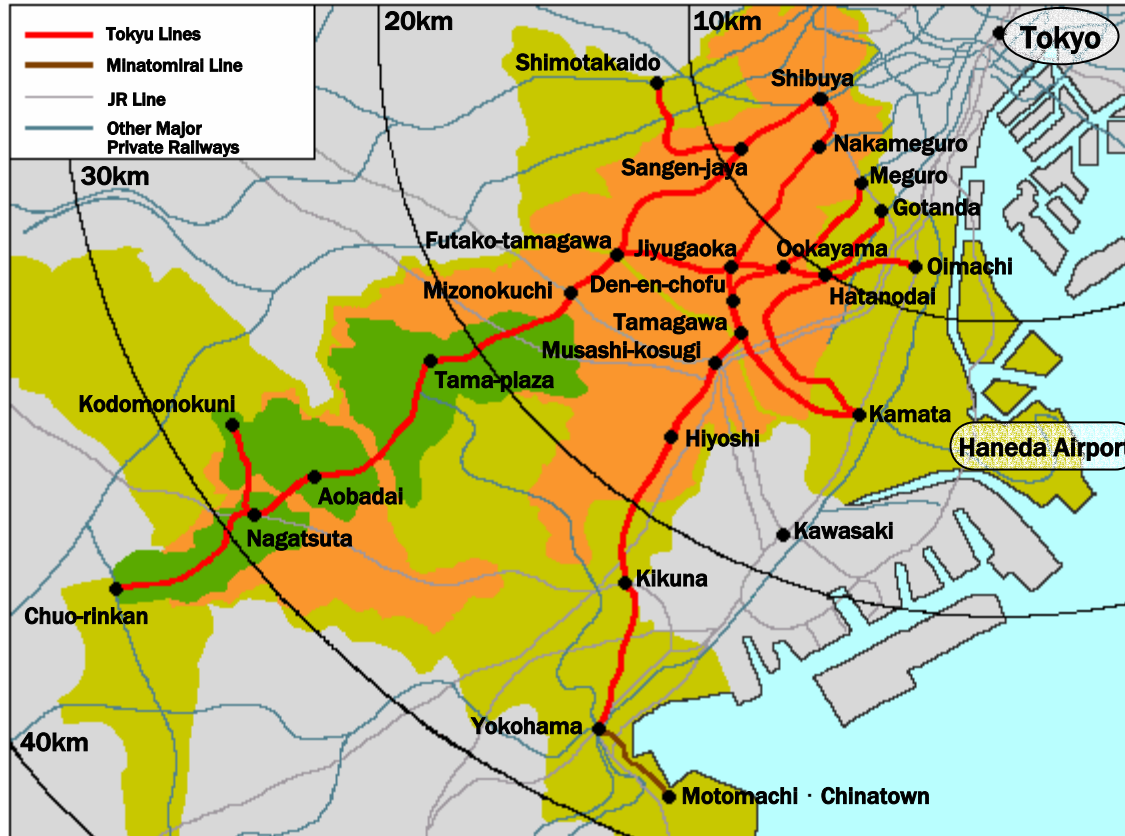 Tokyu Lines
Minatomirai Line
JR Line
Other Major
Private Railways
20km
10km
Tokyo
Shimotakaido
Shibuya
Sangen-jaya
Nakameguro
30km
Meguro
Gotanda
Futako-tamagawa
Jiyugaoka
Ookayama
Oimachi
Mizonokuchi
Den-en-chofu
Hatanodai
Tamagawa
Musashi-kosugi
Tama-plaza
Kodomonokuni
Kamata
Hiyoshi
Haneda Airport
Aobadai
Nagatsuta
Kawasaki
Kikuna
Chuo-rinkan
Yokohama
40km
Motomachi · Chinatown